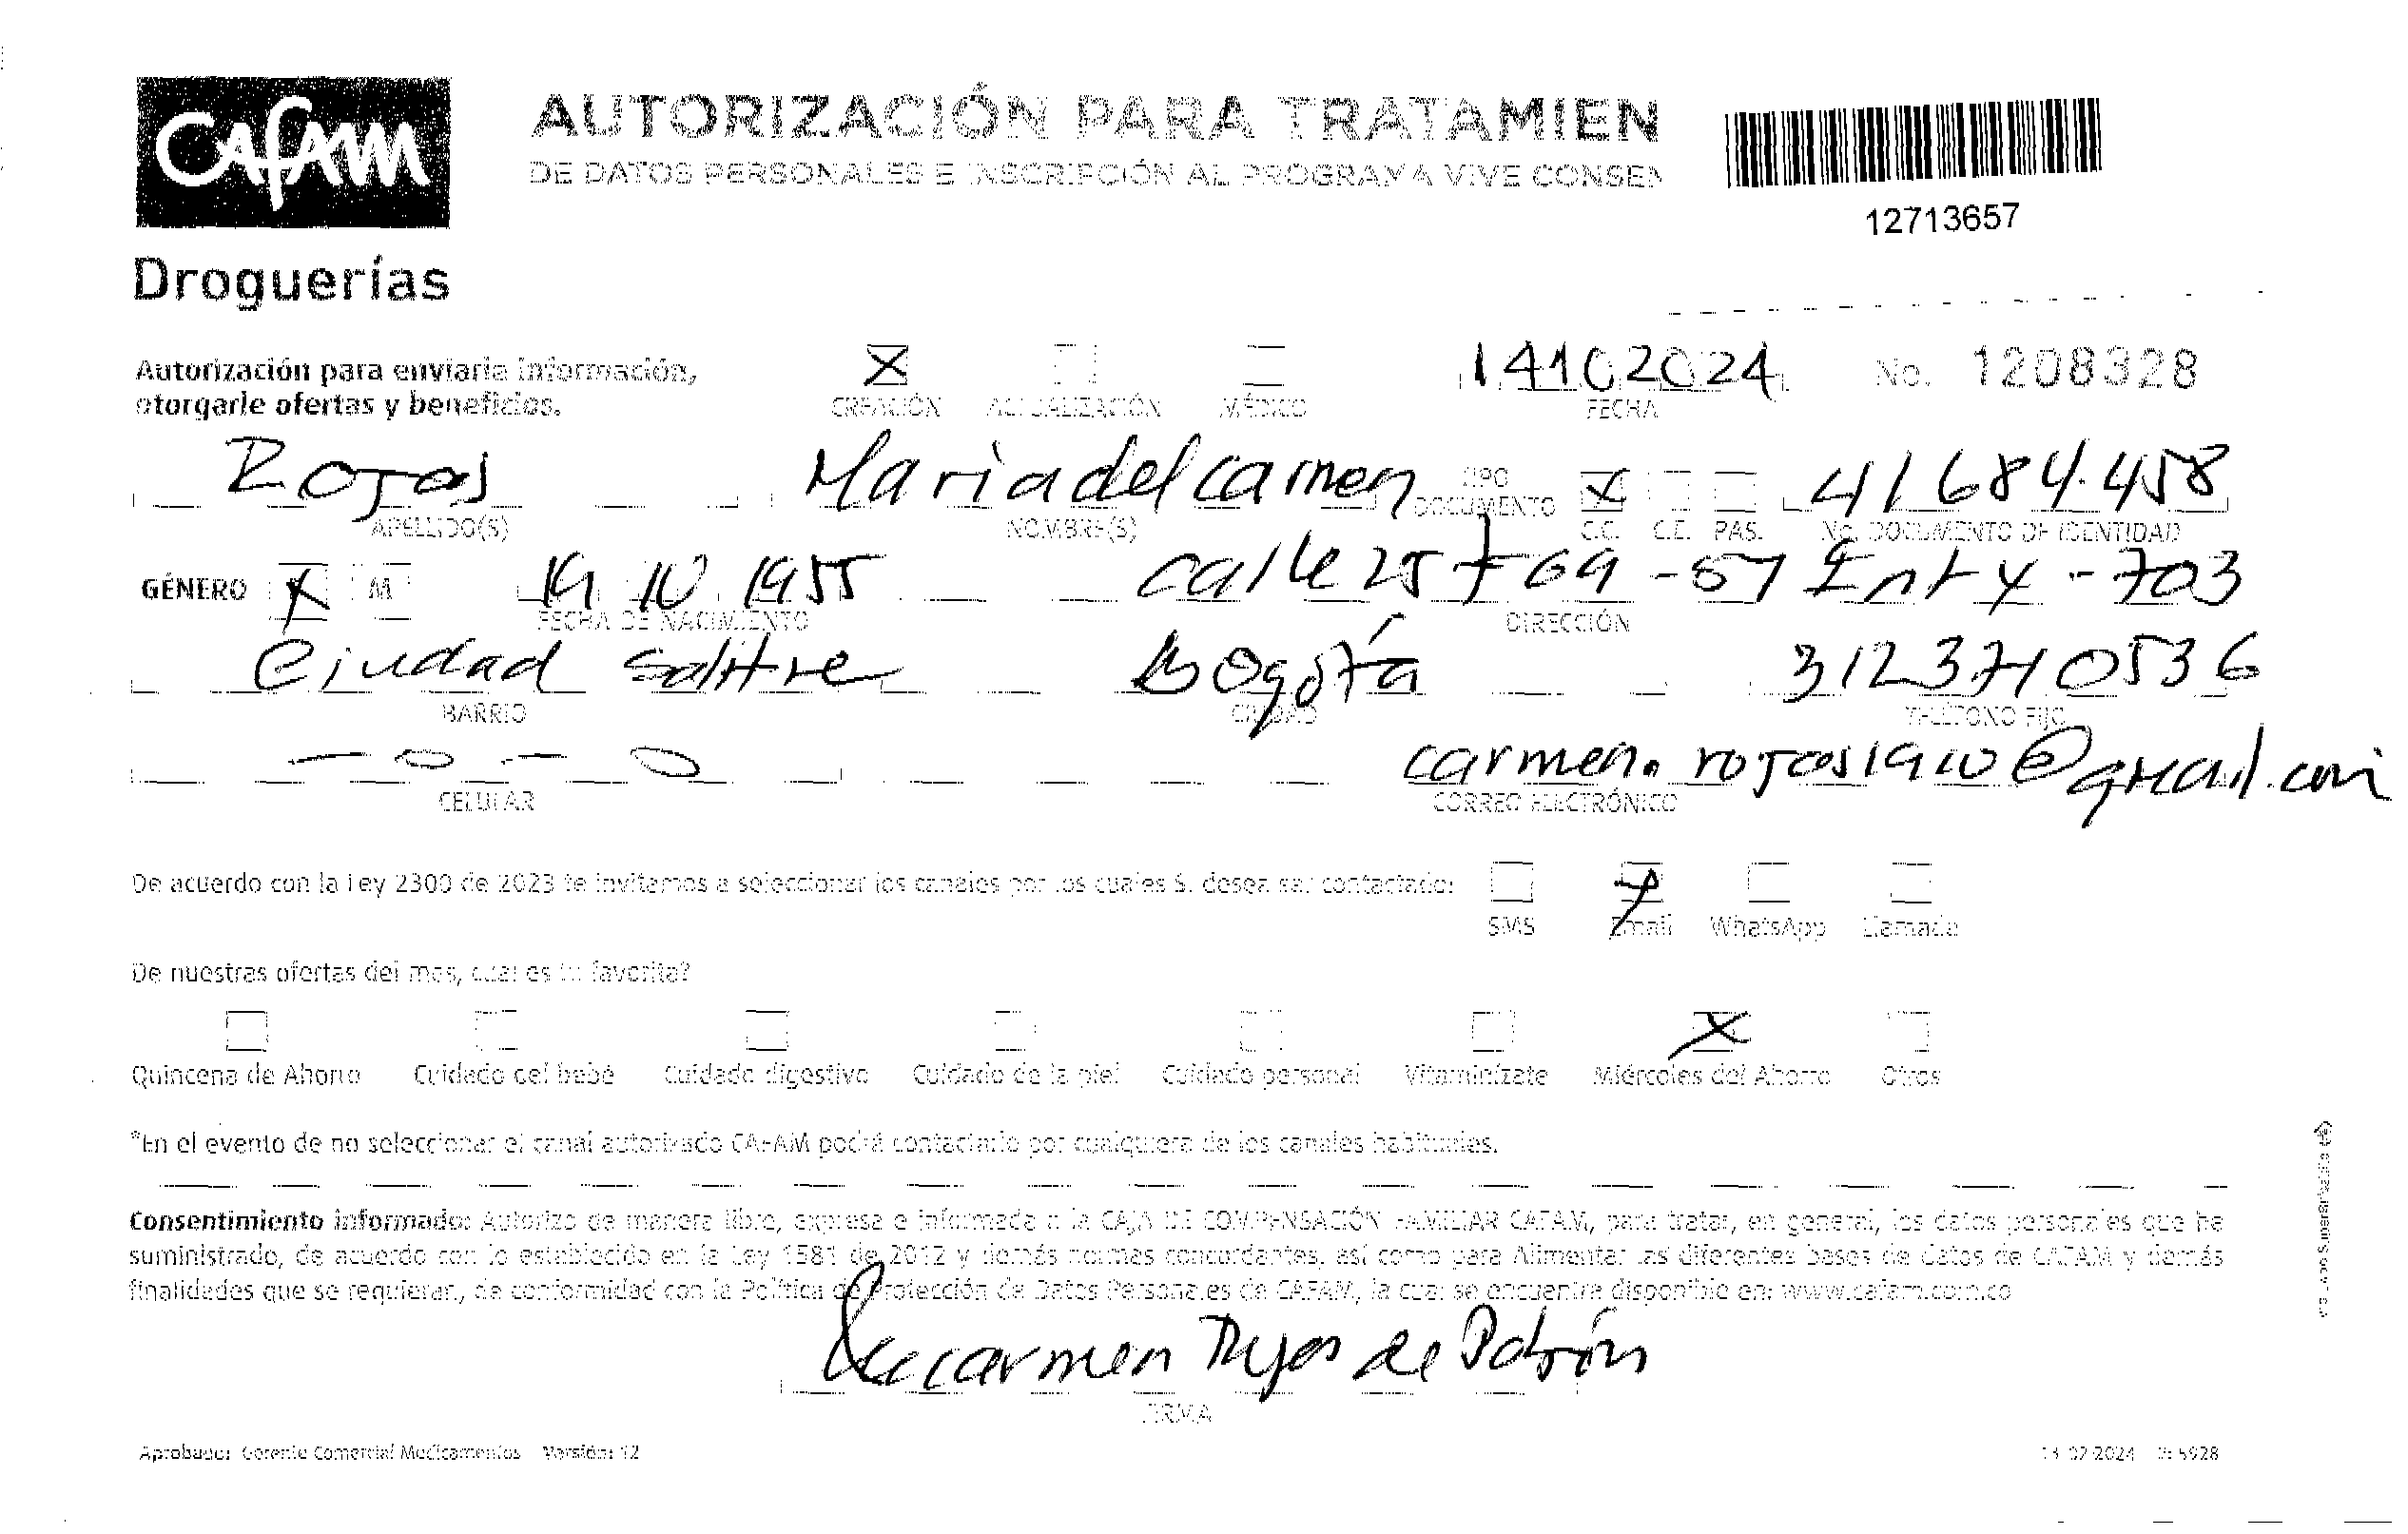 CAFAM
Droguerías
AUTORIZACIÓN PARA TRATAMIEN
DE DATOS PERSONALES E INSCRIPCIÓN AL PROGRAMA VIVE CONSEN
12713657
Autorización para enviarle información,
otorgarle ofertas y beneficios.
X CREACIÓN ACTUALIZACIÓN MÉDICO
14102024
FECHA
No. 1208328
Rojas Maria del Carmen TIPO DOCUMENTO X 41684.458
APELLIDO(S) NOMBRE(S) C.C. C.E. PAS. No. DOCUMENTO DE IDENTIDAD
GÉNERO X M 19 10 1955 calle 25 # 69-51 Int 4-703
FECHA DE NACIMIENTO DIRECCIÓN
Ciudad Salitre Bogotá 3123710536
BARRIO CIUDAD TELÉFONO FIJO
-0-0 carmen.rojas1910@gmail.com
CELULAR CORREO ELECTRÓNICO
De acuerdo con la Ley 2300 de 2023 te invitamos a seleccionar los canales por los cuales desea ser contactado:
SMS X Email WhatsApp Llamada
De nuestras ofertas del mes, cuál es tu favorita?
X
Quincena de Ahorro Cuidado del bebé Cuidado digestivo Cuidado de la piel Cuidado personal Vitaminízate Miércoles del Ahorro Otros
*En el evento de no seleccionar el canal autorizado CAFAM podrá contactarlo por cualquiera de los canales habituales.
Consentimiento informado: Autorizo de manera libre, expresa e informada a la CAJA DE COMPENSACIÓN FAMILIAR CAFAM, para tratar, en general, los datos personales que he
suministrado, de acuerdo con lo establecido en la Ley 1581 de 2012 y demás normas concordantes, así como para Alimentar las diferentes bases de datos de CAFAM y demás
finalidades que se requieran, de conformidad con la Política de Protección de Datos Personales de CAFAM, la cual se encuentra disponible en: www.cafam.com.co
carmen Rojas de Padrón
FIRMA
Aprobado: Gerente Comercial Medicamentos Versión: 12